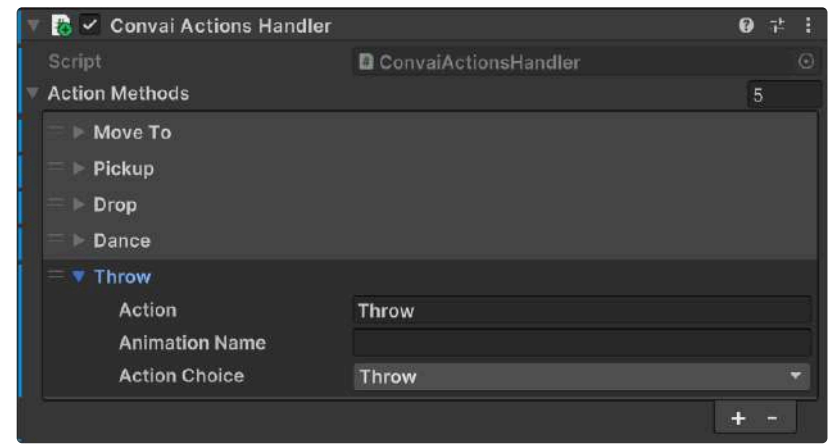 Convai Actions Handler
Script ConvaiActionsHandler
Action Methods 5
Move To
Pickup
Drop
Dance
Throw
Action Throw
Animation Name
Action Choice Throw
+ -